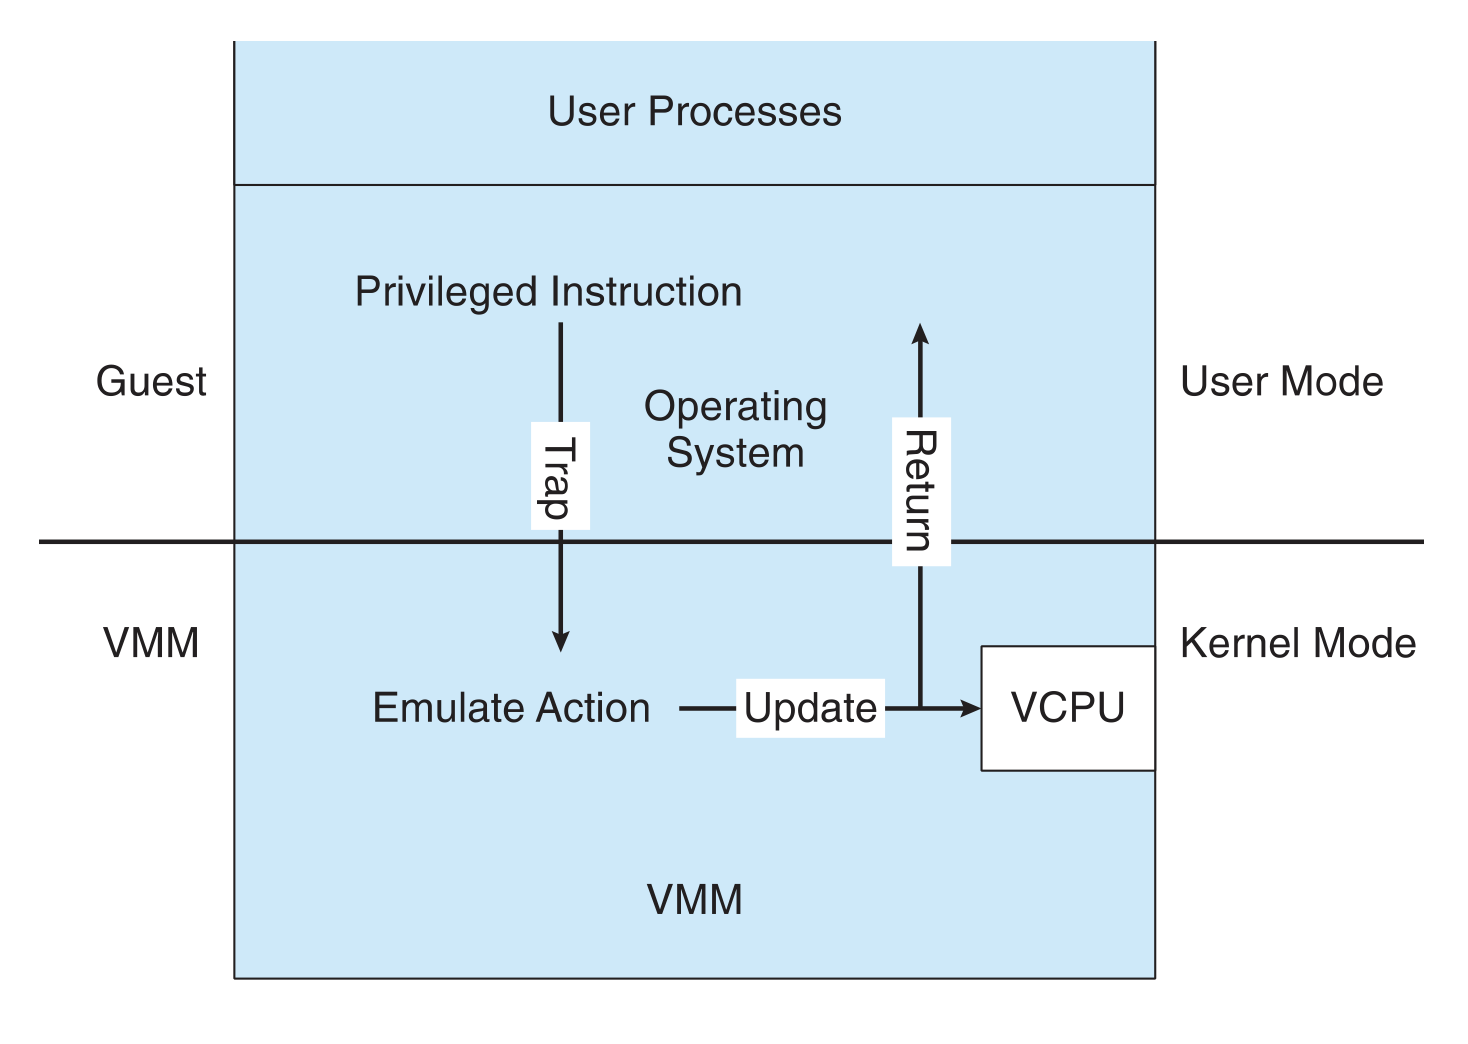 User Processes
Privileged Instruction
Guest
User Mode
Operating
System
Trap
Return
VMM
Kernel Mode
Emulate Action
Update
VCPU
VMM